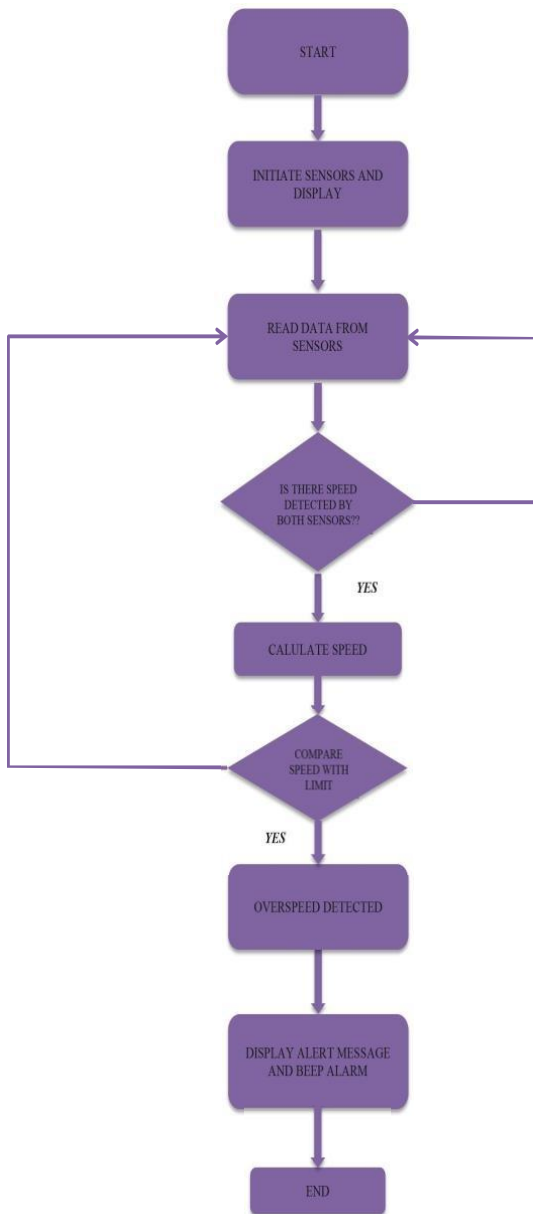 START
INITIATE SENSORS AND
DISPLAY
READ DATA FROM
SENSORS
IS THERE SPEED
DETECTED BY
BOTH SENSORS??
YES
CALULATE SPEED
COMPARE
SPEED WITH
LIMIT
YES
OVERSPEED DETECTED
DISPLAY ALERT MESSAGE
AND BEEP ALARM
END